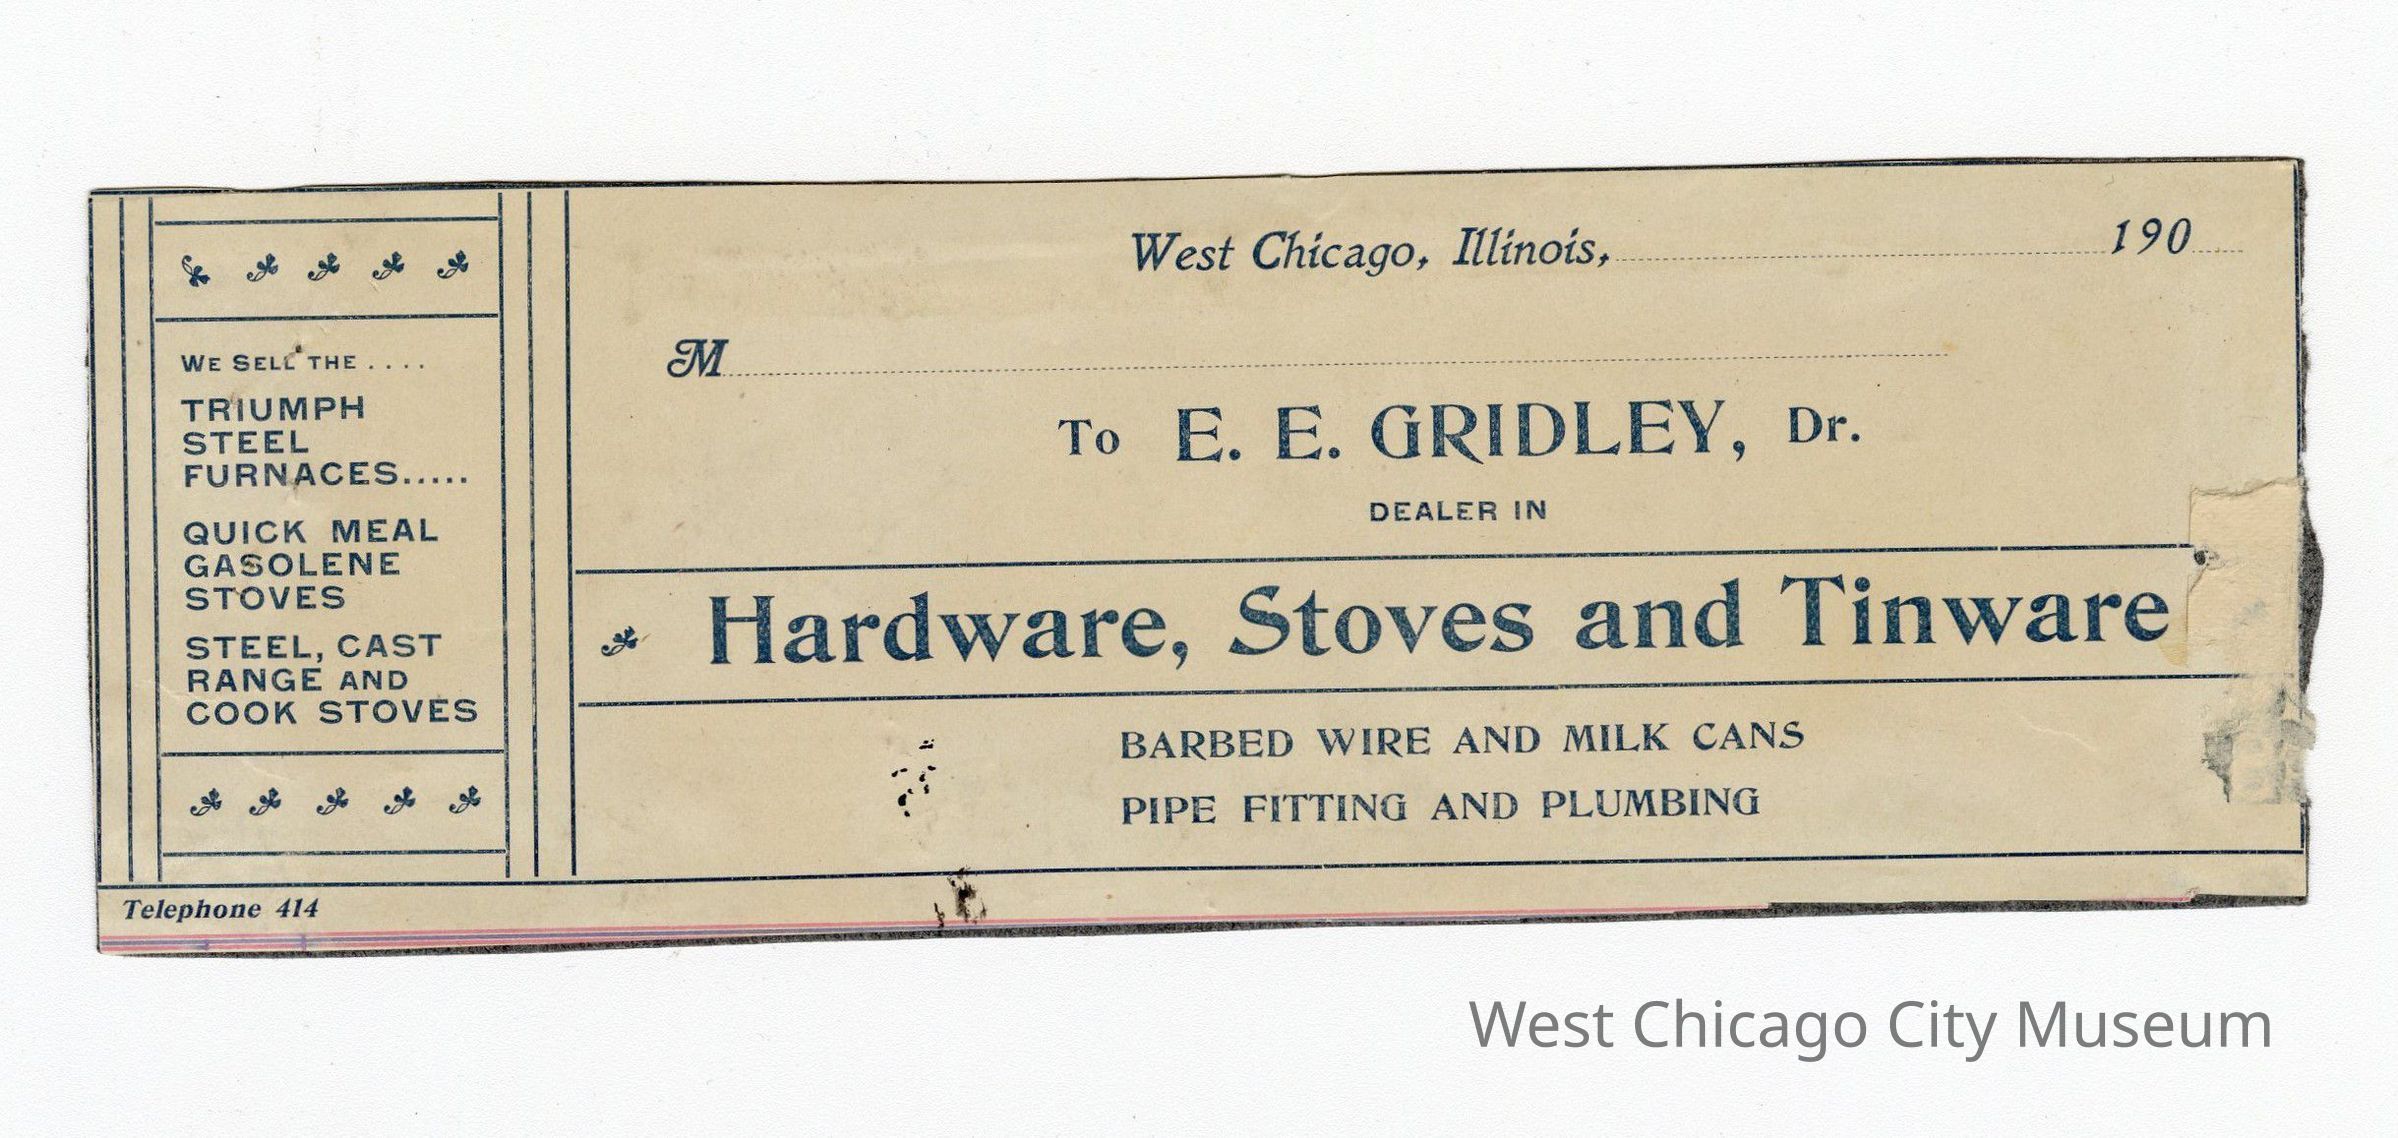 West Chicago, Illinois, 190
M
To E. E. GRIDLEY, Dr.
DEALER IN
Hardware, Stoves and Tinware
BARBED WIRE AND MILK CANS
PIPE FITTING AND PLUMBING
WE SELL THE . . . .
TRIUMPH
STEEL
FURNACES.....
QUICK MEAL
GASOLENE
STOVES
STEEL, CAST
RANGE AND
COOK STOVES
Telephone 414
West Chicago City Museum